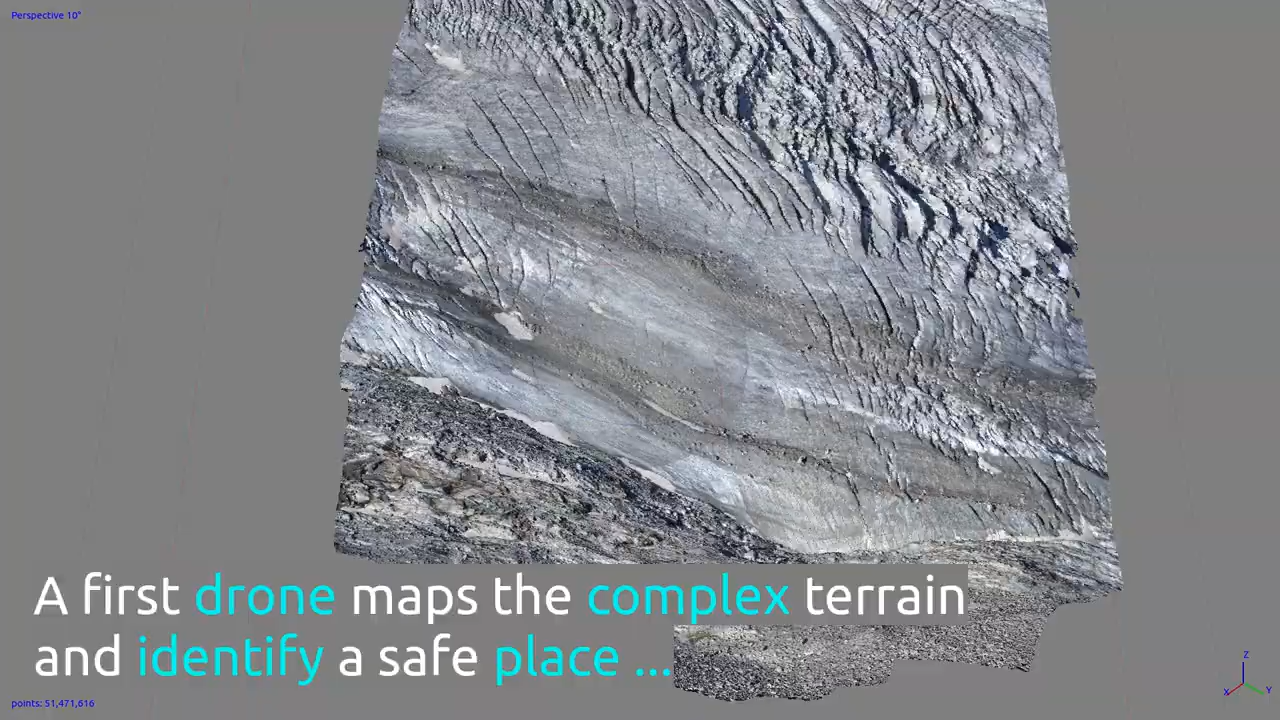 Perspective 10°
A first drone maps the complex terrain
and identify a safe place ...
points: 51,471,616
Z
X
Y